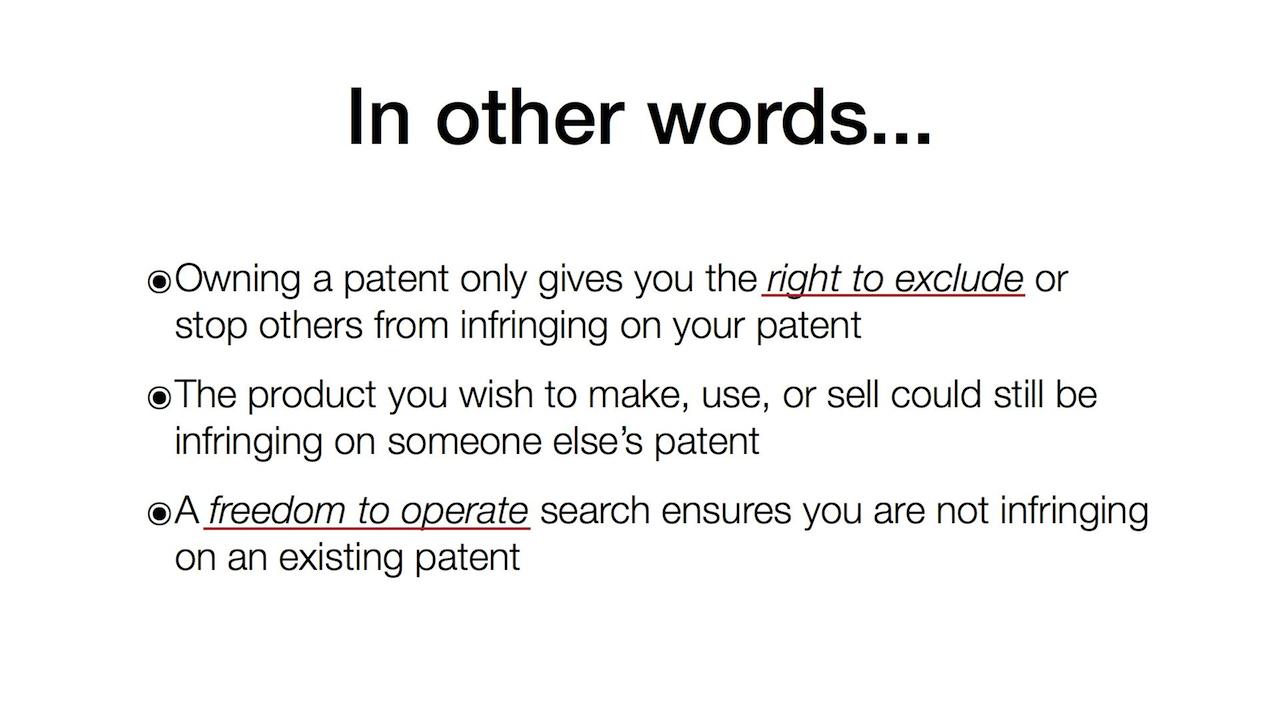 In other words...
◉Owning a patent only gives you the right to exclude or
stop others from infringing on your patent
◉The product you wish to make, use, or sell could still be
infringing on someone else’s patent
◉A freedom to operate search ensures you are not infringing
on an existing patent